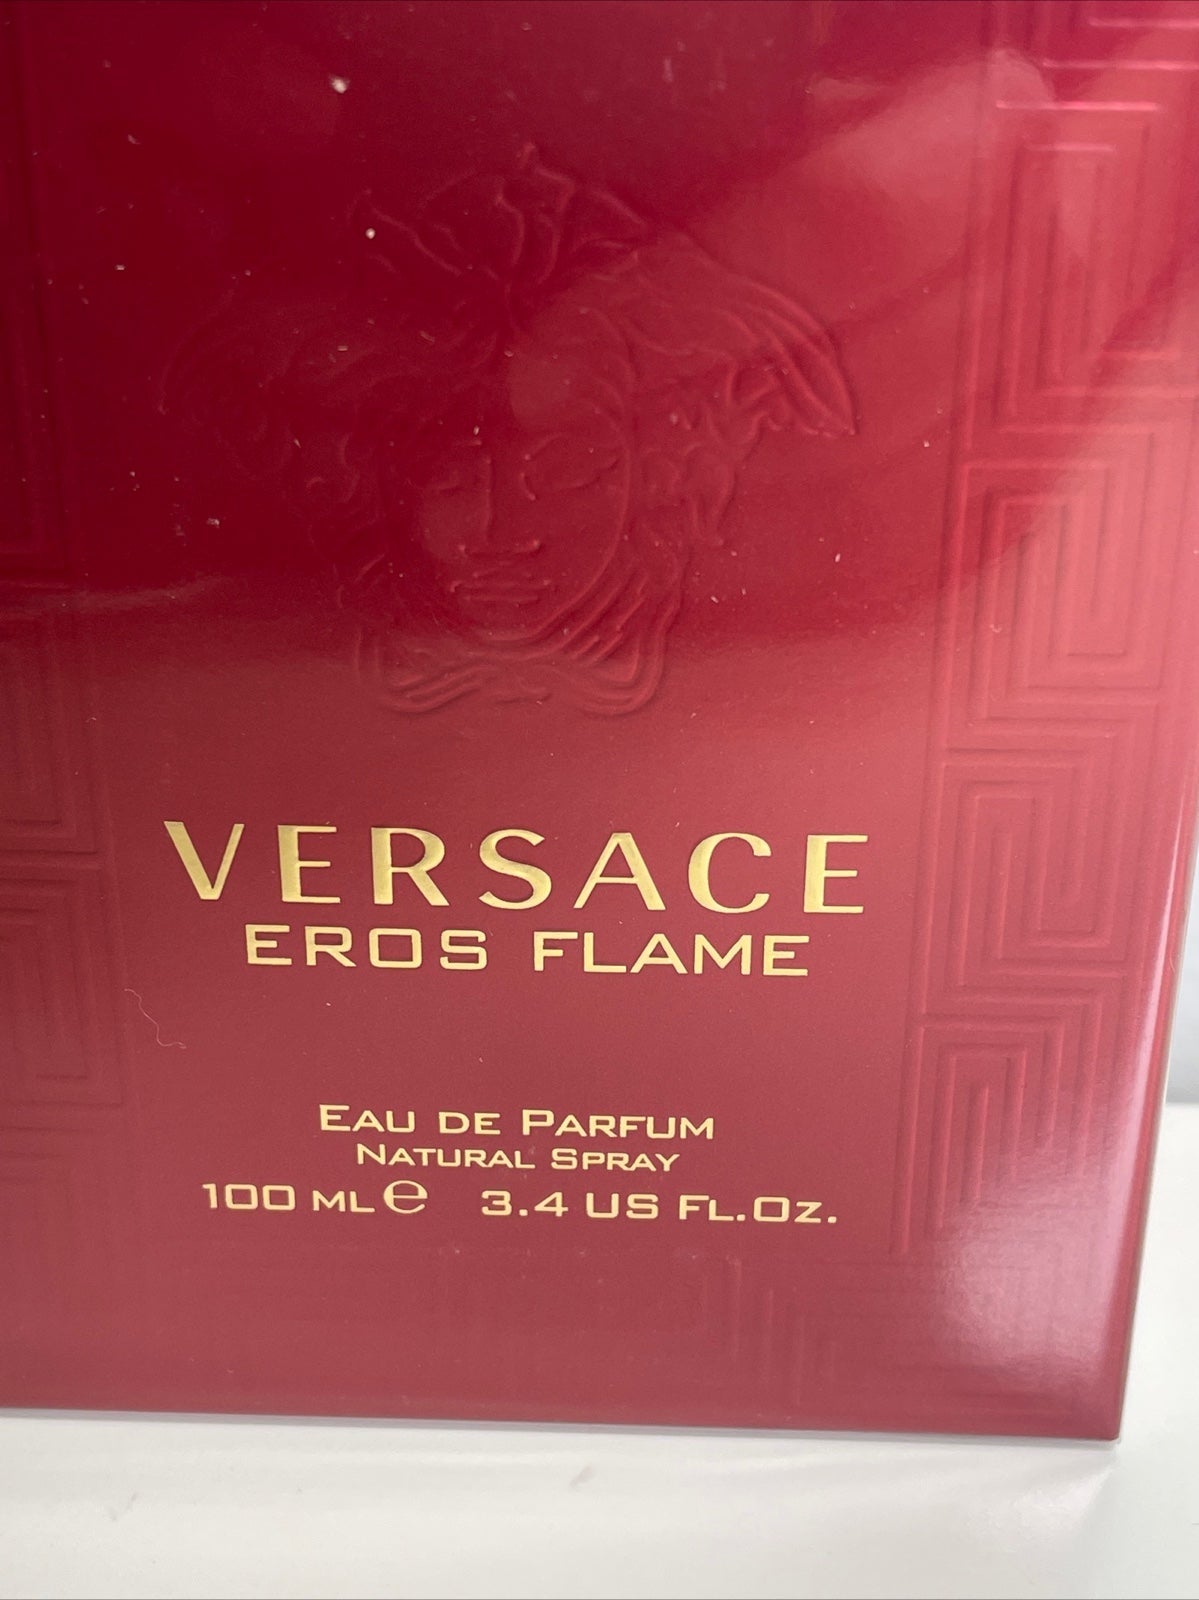 VERSACE
EROS FLAME
EAU DE PARFUM
NATURAL SPRAY
100 ML ℮ 3.4 US FL.OZ.